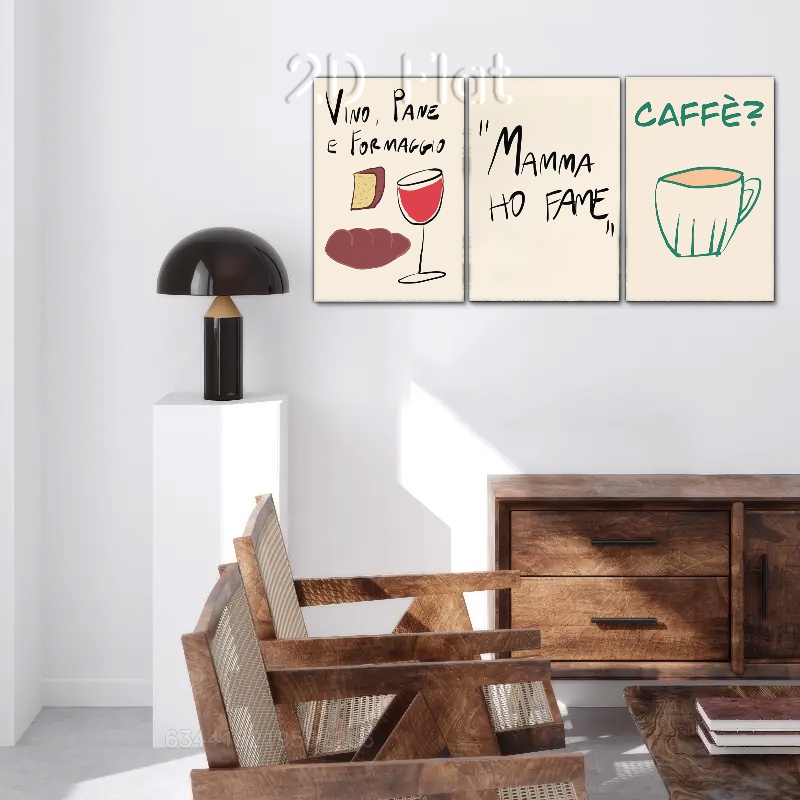 2D Flat
VINO, PANE
E FORMAGGIO
"MAMMA
HO FAME"
CAFFÈ?